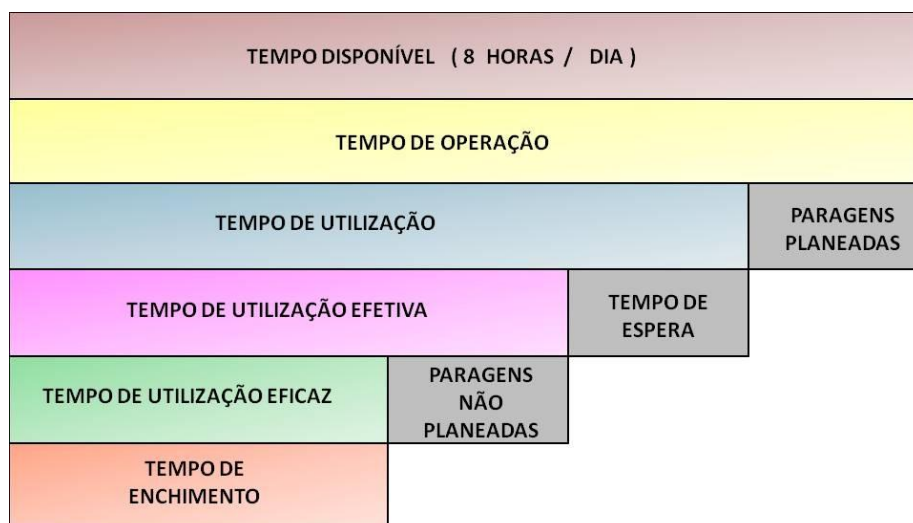 TEMPO DISPONÍVEL ( 8 HORAS / DIA )
TEMPO DE OPERAÇÃO
TEMPO DE UTILIZAÇÃO
PARAGENS
PLANEADAS
TEMPO DE UTILIZAÇÃO EFETIVA
TEMPO DE
ESPERA
TEMPO DE UTILIZAÇÃO EFICAZ
PARAGENS
NÃO
PLANEADAS
TEMPO DE
ENCHIMENTO